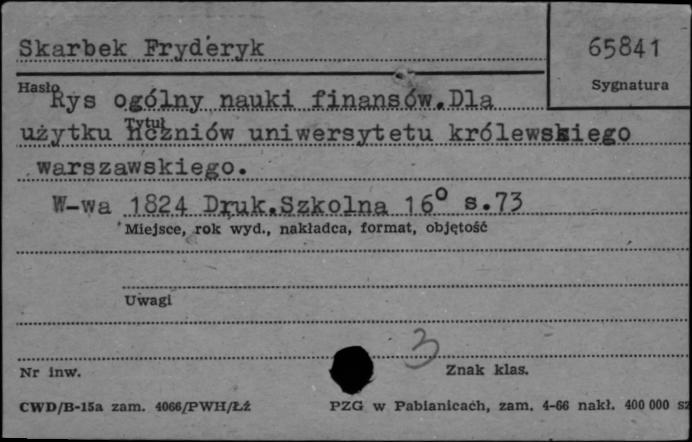 Skarbek Fryderyk
65841
Sygnatura
Hasło
Rys ogólny nauki finansów.Dla
Tytuł
użytku uczniów uniwersytetu królewskiego
warszawskiego.
W-wa 1824 Druk.Szkolna 16° s.73
Miejsce, rok wyd., nakładca, format, objętość
Uwagi
3
Nr inw.
Znak klas.
CWD/B-15a zam. 4066/PWH/Łż
PZG w Pabianicach, zam. 4-66 nakł. 400 000 sz